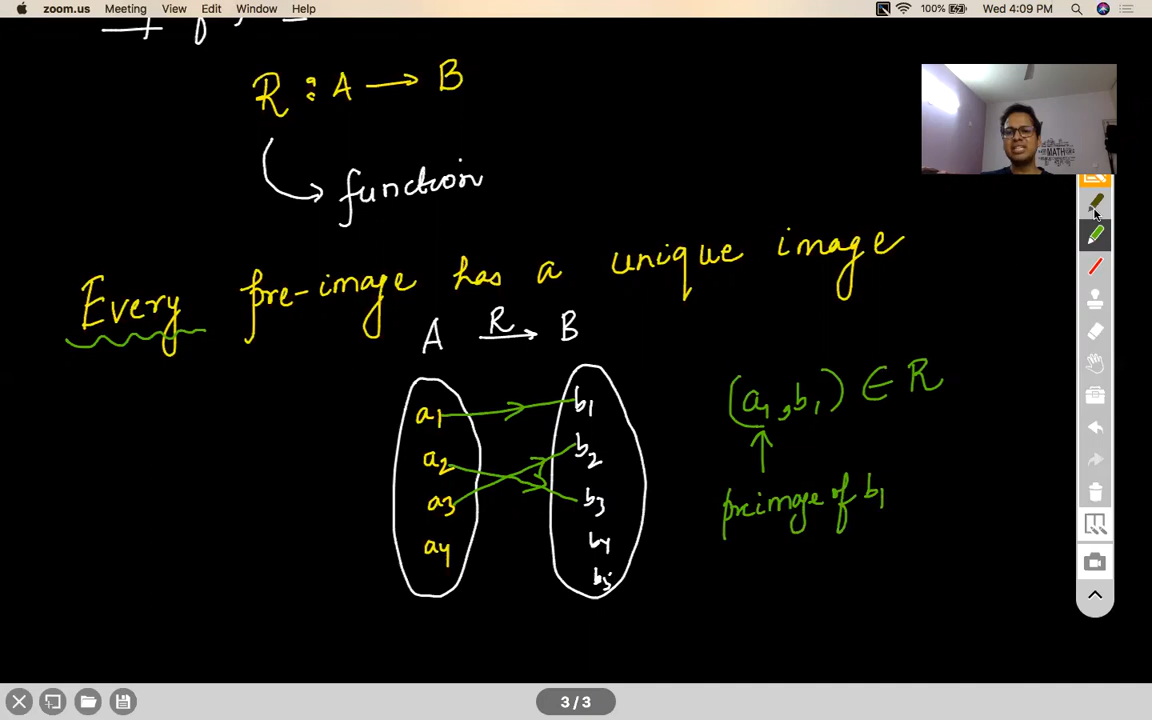 zoom.us Meeting View Edit Window Help 100% Wed 4:09 PM
R : A → B
function
Every pre-image has a unique image
A R→ B
a1 b1 (a1, b1) ∈ R
a2 b2
a3 b3 preimage of b1
a4 b4
b5
MATH
3 / 3